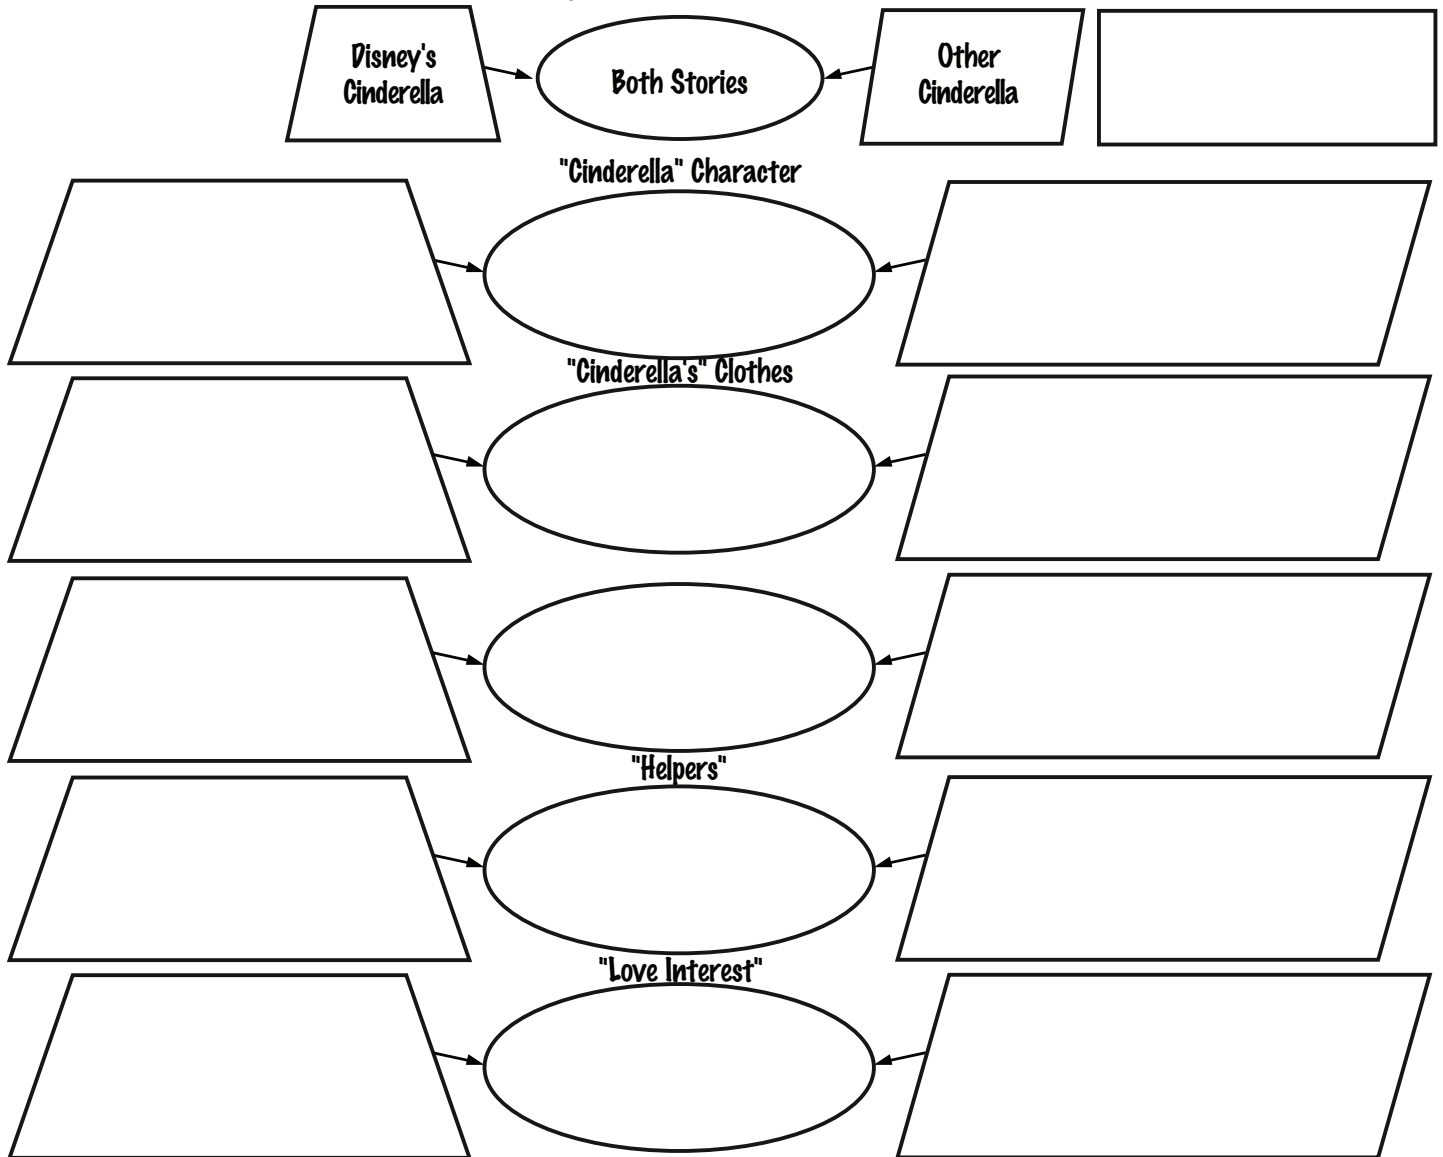 Disney's
Cinderella
Both Stories
Other
Cinderella
"Cinderella" Character
"Cinderella's" Clothes
"Helpers"
"Love Interest"